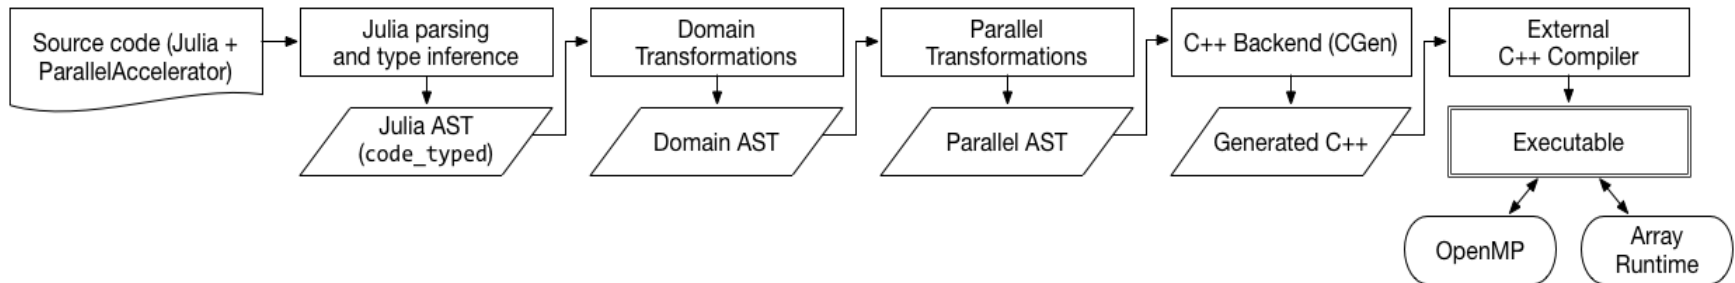 Source code (Julia +
ParallelAccelerator)
Julia parsing
and type inference
Julia AST
(code_typed)
Domain
Transformations
Domain AST
Parallel
Transformations
Parallel AST
C++ Backend (CGen)
Generated C++
External
C++ Compiler
Executable
OpenMP
Array
Runtime